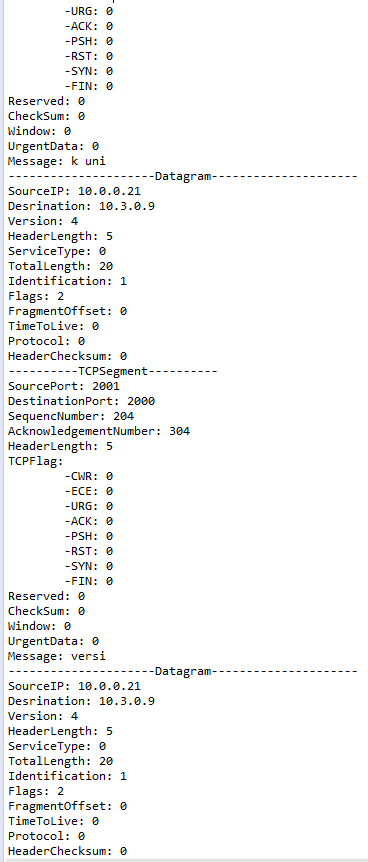 -URG: 0
-ACK: 0
-PSH: 0
-RST: 0
-SYN: 0
-FIN: 0
Reserved: 0
CheckSum: 0
Window: 0
UrgentData: 0
Message: k uni
---------------------Datagram---------------------
SourceIP: 10.0.0.21
Desrination: 10.3.0.9
Version: 4
HeaderLength: 5
ServiceType: 0
TotalLength: 20
Identification: 1
Flags: 2
FragmentOffset: 0
TimeToLive: 0
Protocol: 0
HeaderChecksum: 0
----------TCPSegment----------
SourcePort: 2001
DestinationPort: 2000
SequencNumber: 204
AcknowledgementNumber: 304
HeaderLength: 5
TCPFlag:
-CWR: 0
-ECE: 0
-URG: 0
-ACK: 0
-PSH: 0
-RST: 0
-SYN: 0
-FIN: 0
Reserved: 0
CheckSum: 0
Window: 0
UrgentData: 0
Message: versi
---------------------Datagram---------------------
SourceIP: 10.0.0.21
Desrination: 10.3.0.9
Version: 4
HeaderLength: 5
ServiceType: 0
TotalLength: 20
Identification: 1
Flags: 2
FragmentOffset: 0
TimeToLive: 0
Protocol: 0
HeaderChecksum: 0